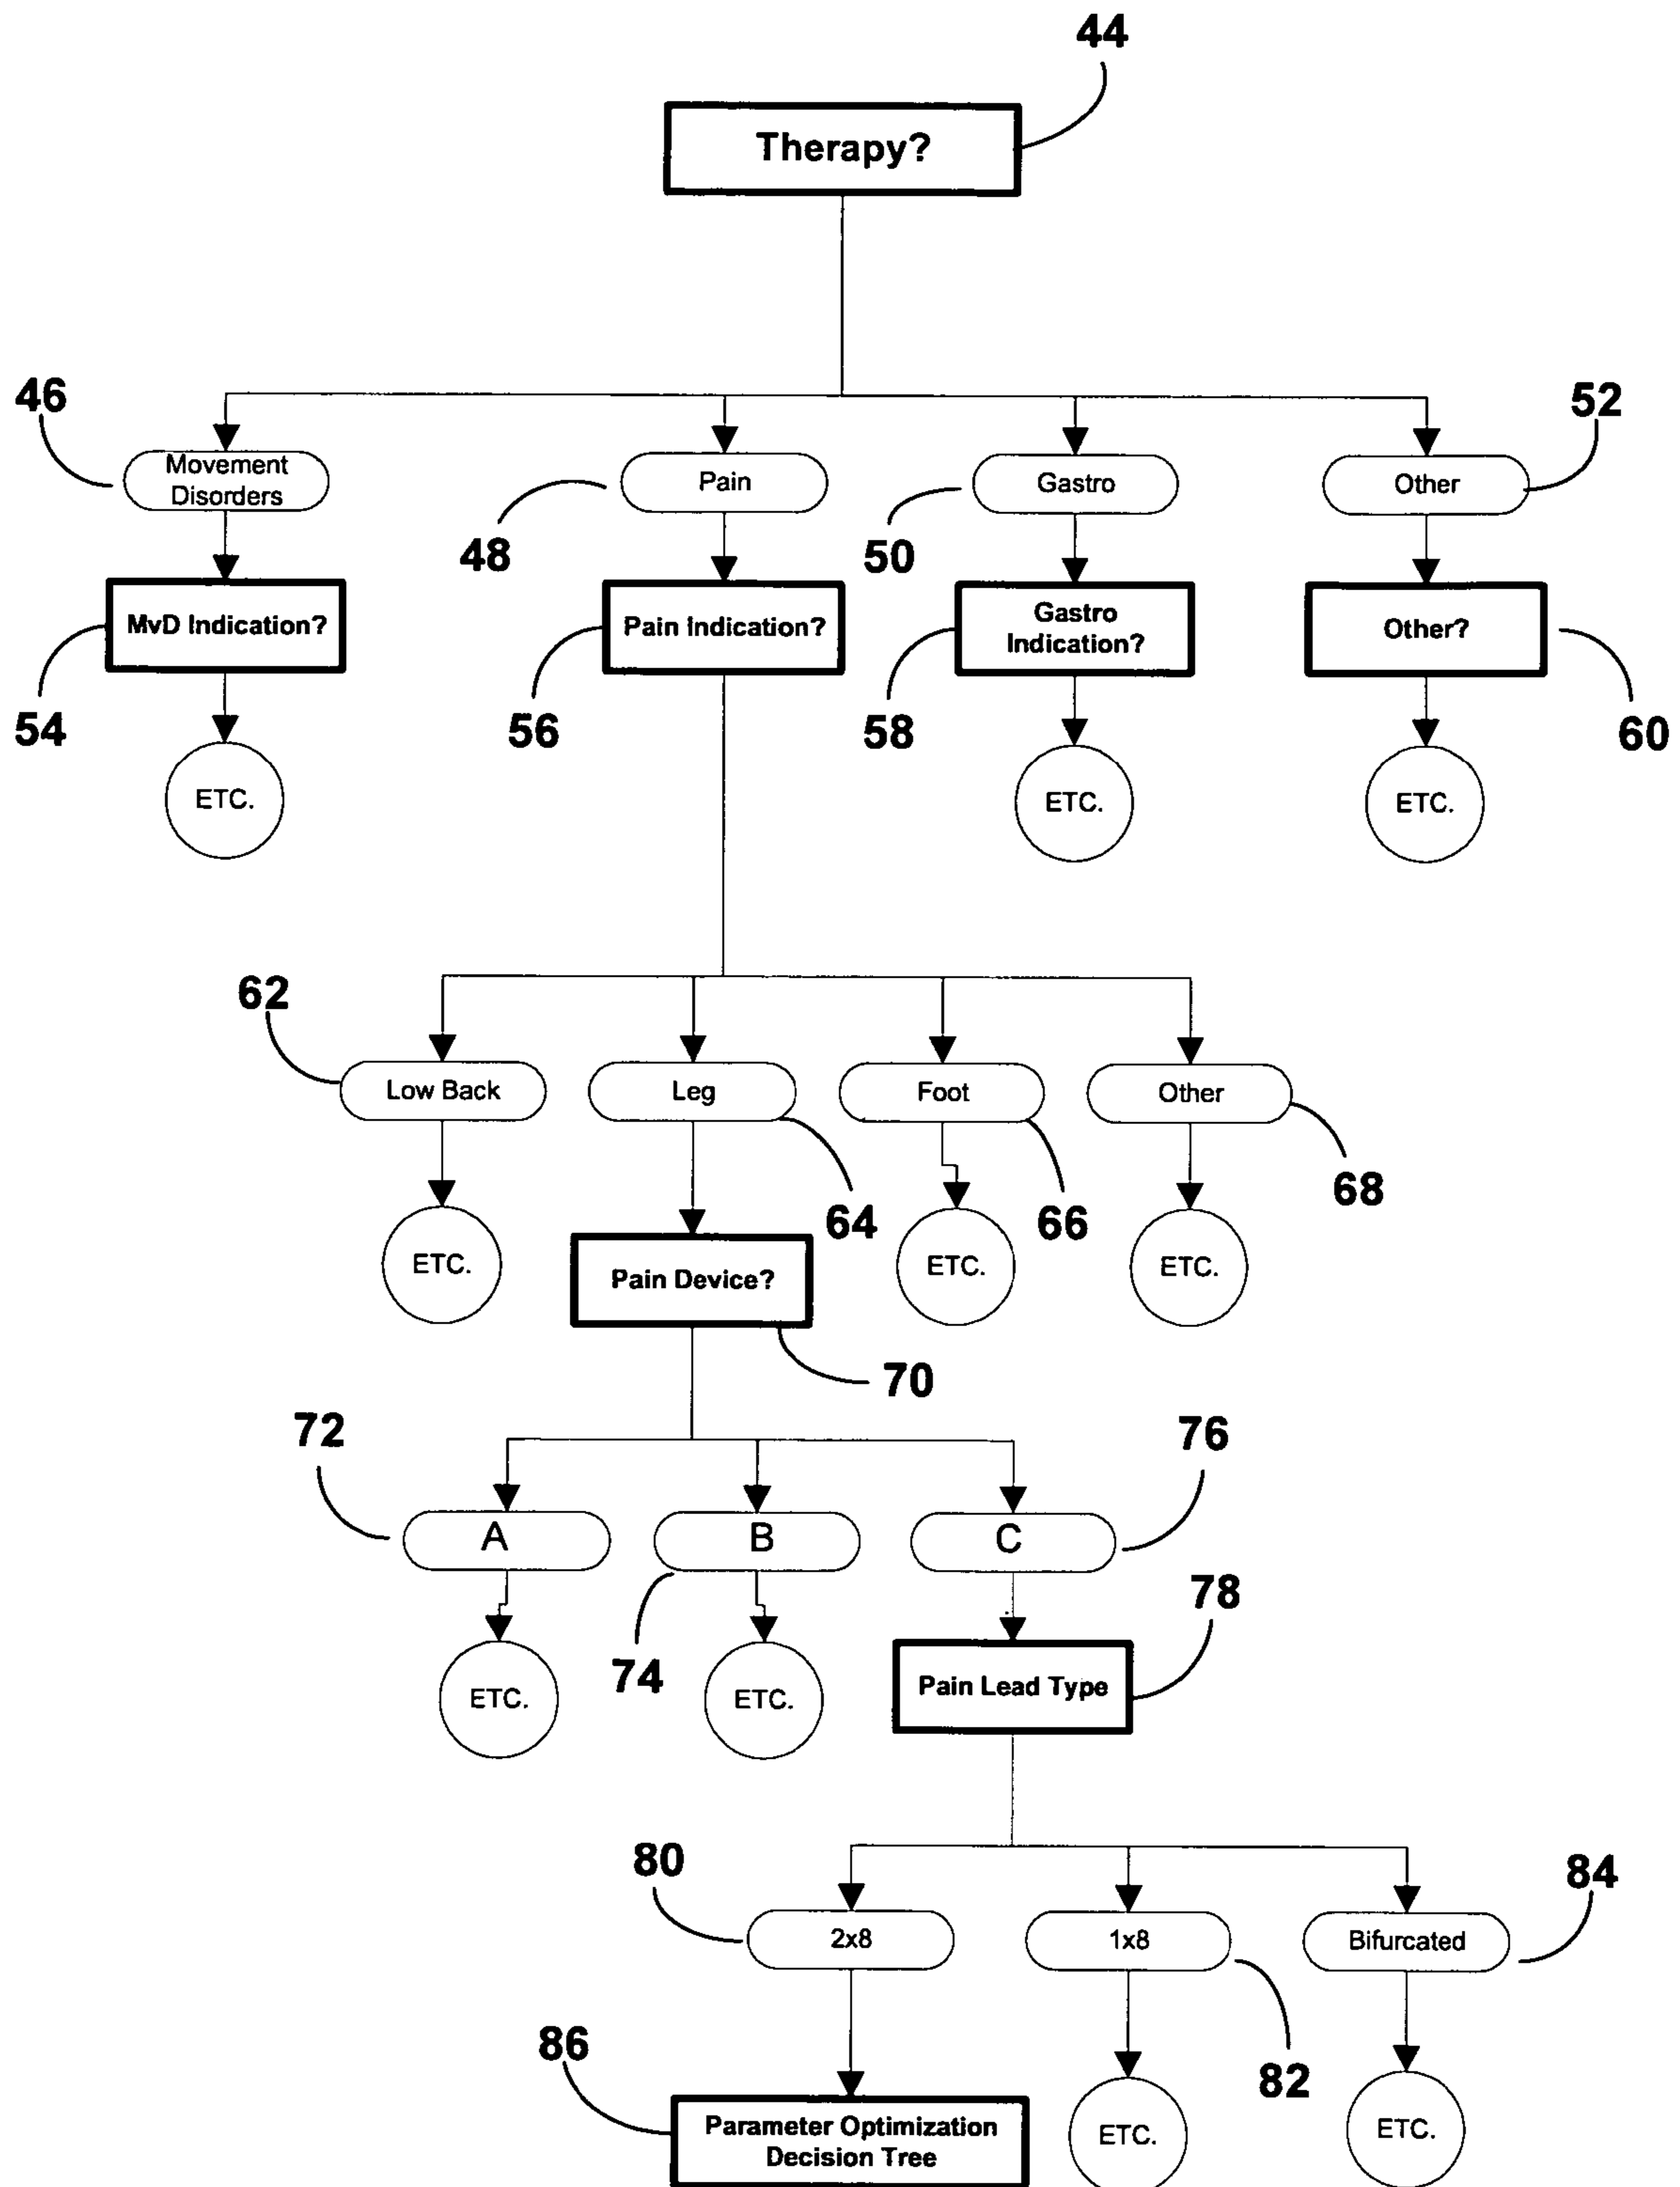 44
Therapy?
46
52
Movement
Disorders
Pain
Gastro
Other
48
50
MvD Indication?
Pain Indication?
Gastro
Indication?
Other?
54
56
58
60
ETC.
ETC.
ETC.
62
Low Back
Leg
Foot
Other
64
66
68
ETC.
Pain Device?
ETC.
ETC.
70
72
76
A
B
C
78
74
ETC.
ETC.
Pain Lead Type
80
84
2x8
1x8
Bifurcated
86
82
Parameter Optimization
Decision Tree
ETC.
ETC.